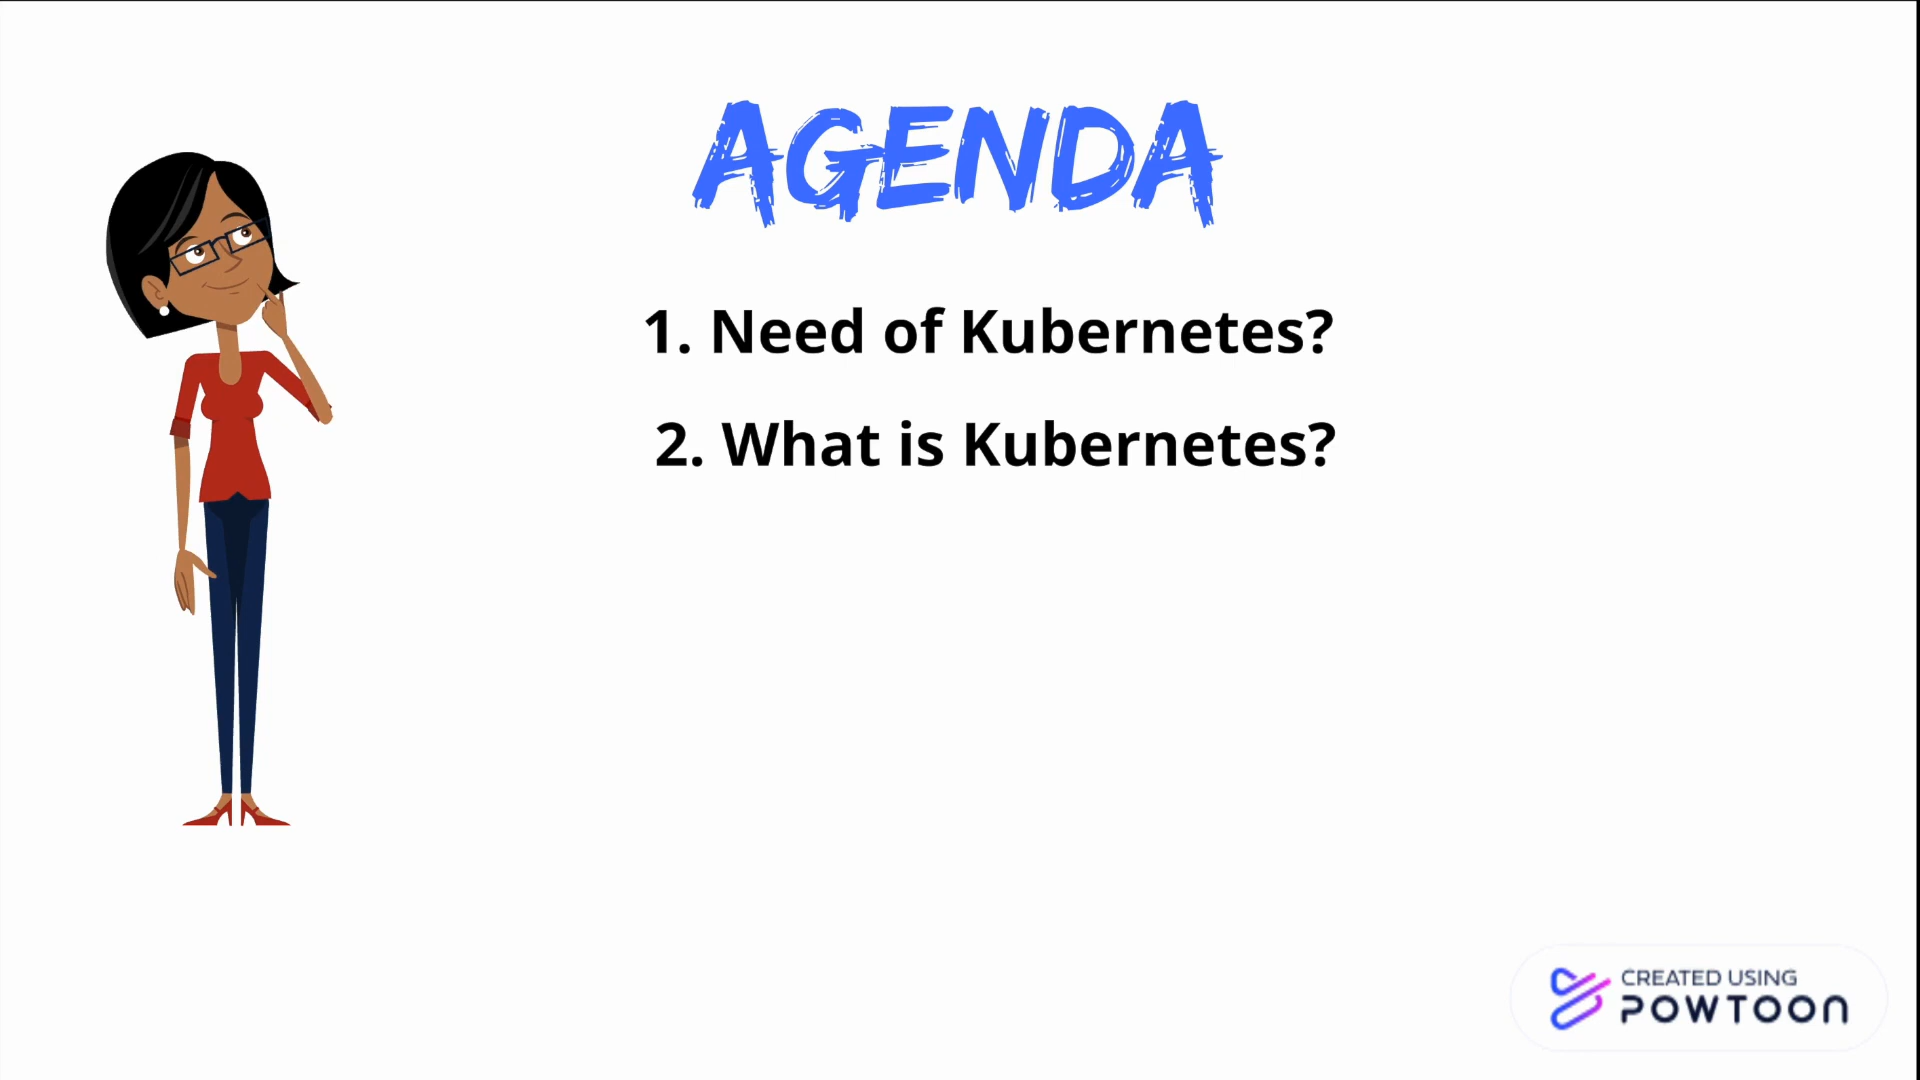 AGENDA
1. Need of Kubernetes?
2. What is Kubernetes?
CREATED USING
POWTOON